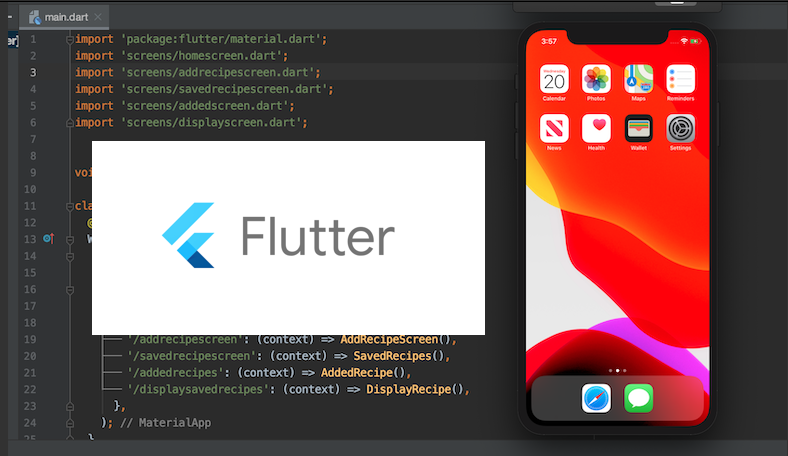 main.dart
1 import 'package:flutter/material.dart';
2 import 'screens/homescreen.dart';
3 import 'screens/addrecipescreen.dart';
4 import 'screens/savedrecipescreen.dart';
5 import 'screens/addedscreen.dart';
6 import 'screens/displayscreen.dart';
7
8
9 voi
10
11 cla
12 @
13 W
14
15
16
17
18
19 '/addrecipescreen': (context) => AddRecipeScreen(),
20 '/savedrecipescreen': (context) => SavedRecipes(),
21 '/addedrecipes': (context) => AddedRecipe(),
22 '/displaysavedrecipes': (context) => DisplayRecipe(),
23 },
24 ); // MaterialApp
25 }
Flutter
3:57
Wednesday
20
Calendar Photos Maps Reminders
News Health Wallet Settings